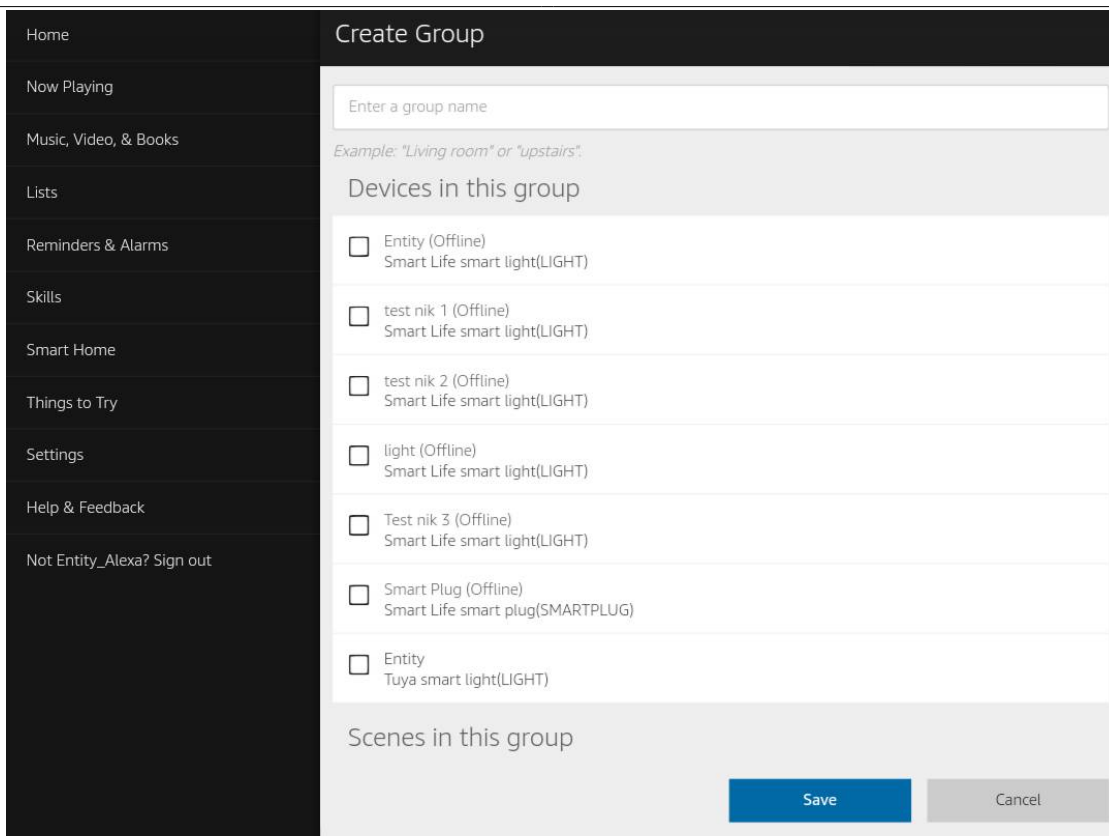 Home
Now Playing
Music, Video, & Books
Lists
Reminders & Alarms
Skills
Smart Home
Things to Try
Settings
Help & Feedback
Not Entity_Alexa? Sign out
Create Group
Enter a group name
Example: "Living room" or "upstairs".
Devices in this group
Entity (Offline)
Smart Life smart light(LIGHT)
test nik 1 (Offline)
Smart Life smart light(LIGHT)
test nik 2 (Offline)
Smart Life smart light(LIGHT)
light (Offline)
Smart Life smart light(LIGHT)
Test nik 3 (Offline)
Smart Life smart light(LIGHT)
Smart Plug (Offline)
Smart Life smart plug(SMARTPLUG)
Entity
Tuya smart light(LIGHT)
Scenes in this group
Save
Cancel